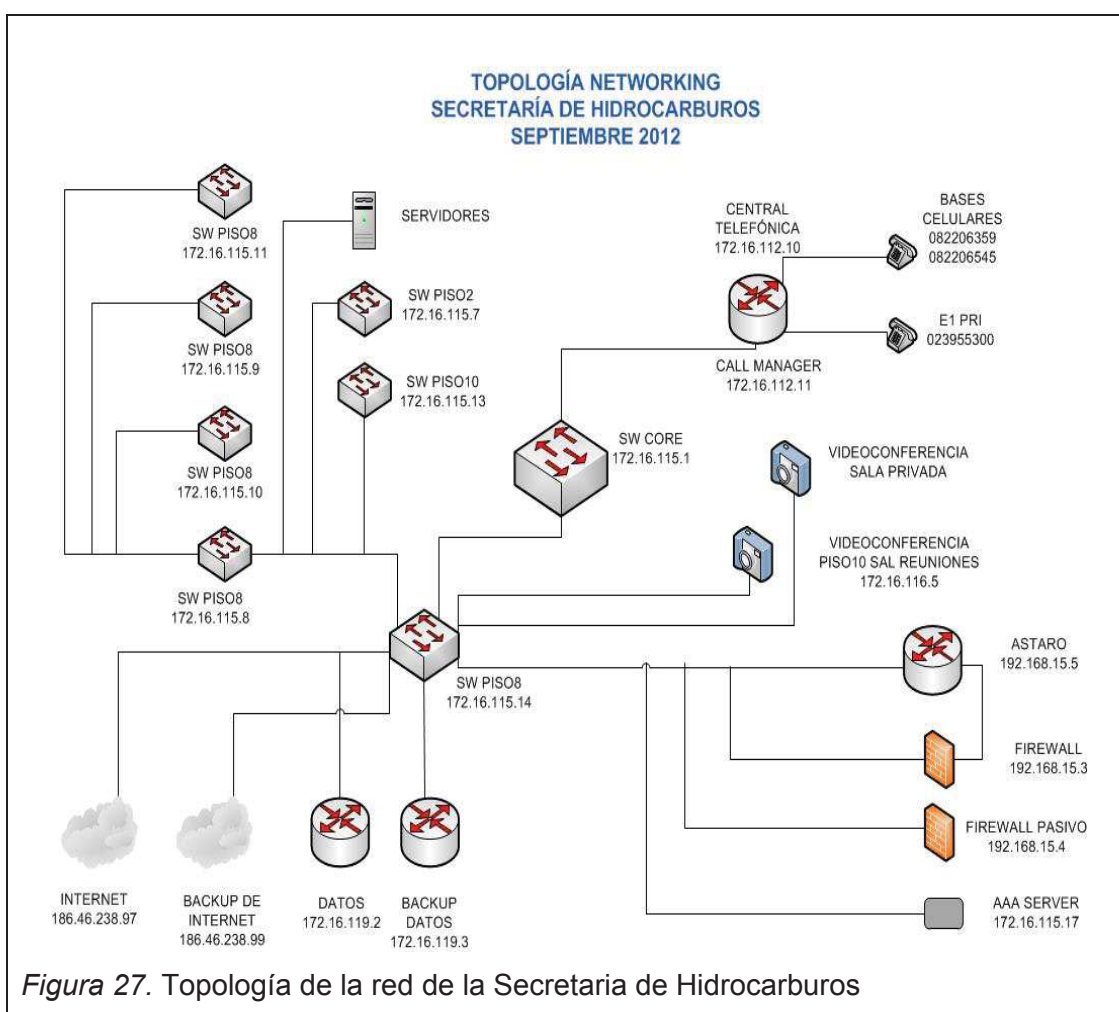 TOPOLOGÍA NETWORKING
SECRETARÍA DE HIDROCARBUROS
SEPTIEMBRE 2012
SW PISO8
172.16.115.11
SERVIDORES
CENTRAL
TELEFÓNICA
172.16.112.10
BASES
CELULARES
082206359
082206545
SW PISO8
172.16.115.9
SW PISO2
172.16.115.7
E1 PRI
023955300
CALL MANAGER
172.16.112.11
SW PISO10
172.16.115.13
SW PISO8
172.16.115.10
SW CORE
172.16.115.1
VIDEOCONFERENCIA
SALA PRIVADA
VIDEOCONFERENCIA
PISO10 SAL REUNIONES
172.16.116.5
SW PISO8
172.16.115.8
SW PISO8
172.16.115.14
ASTARO
192.168.15.5
FIREWALL
192.168.15.3
FIREWALL PASIVO
192.168.15.4
INTERNET
186.46.238.97
BACKUP DE
INTERNET
186.46.238.99
DATOS
172.16.119.2
BACKUP
DATOS
172.16.119.3
AAA SERVER
172.16.115.17
Figura 27. Topología de la red de la Secretaria de Hidrocarburos